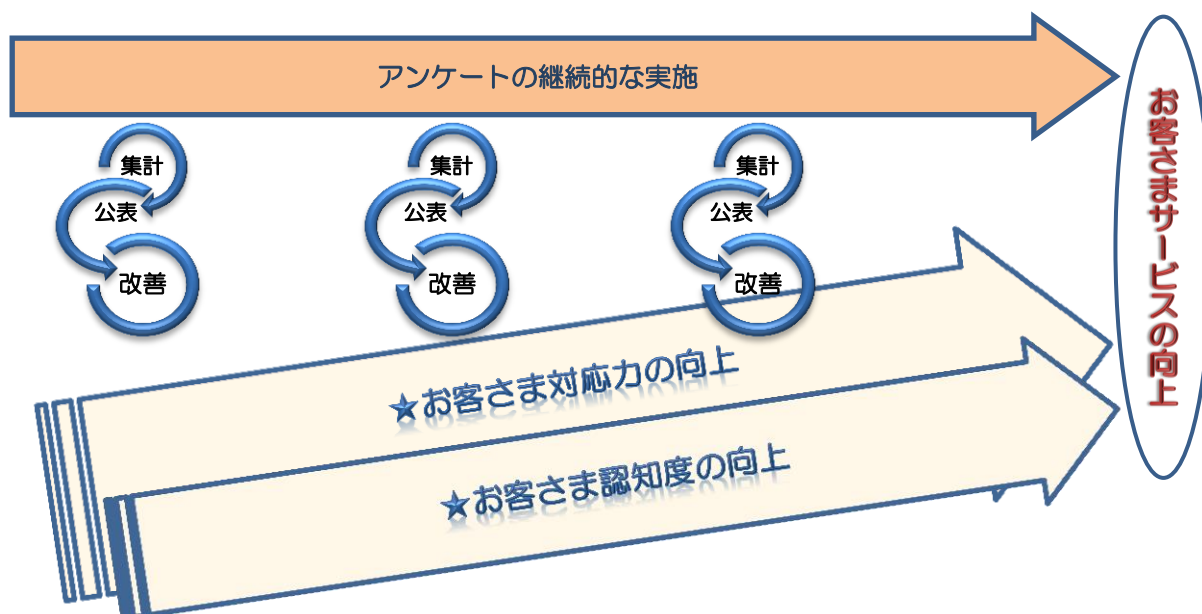 アンケートの継続的な実施
集計
公表
改善
集計
公表
改善
集計
公表
改善
★お客さま対応力の向上
★お客さま認知度の向上
お客さまサービスの向上